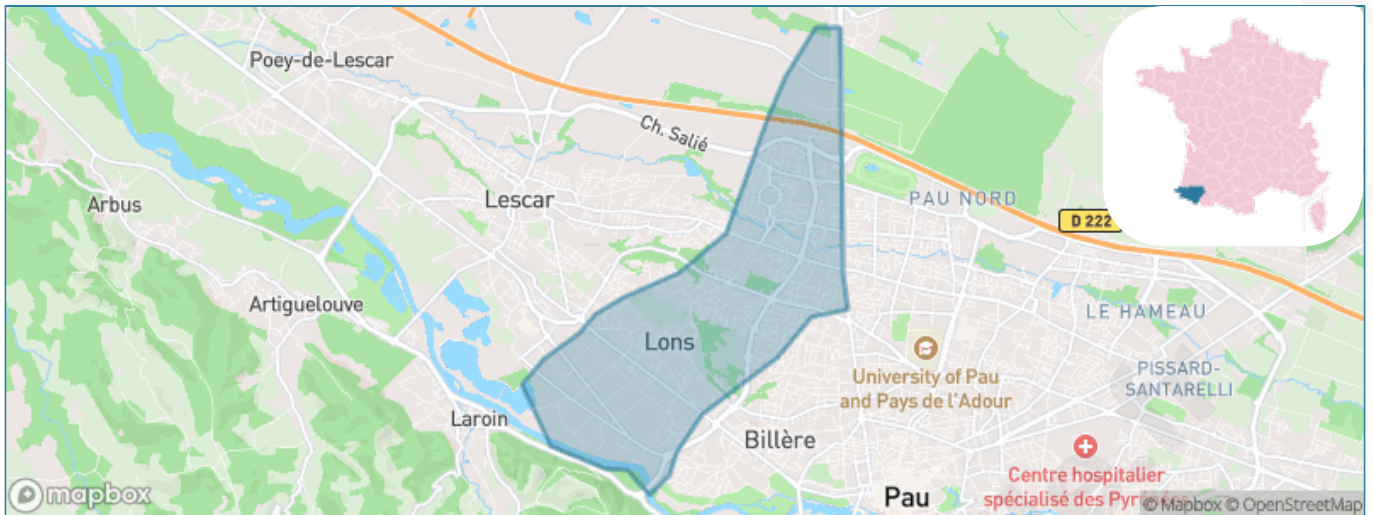 Poey-de-Lescar
Ch. Salié
Lescar
Arbus
PAU NORD
D 222
Artiguelouve
LE HAMEAU
Lons
University of Pau
and Pays de l'Adour
PISSARD-
SANTARELLI
Laroin
Billère
Centre hospitalier
spécialisé des
Pau
mapbox
© Mapbox © OpenStreetMap